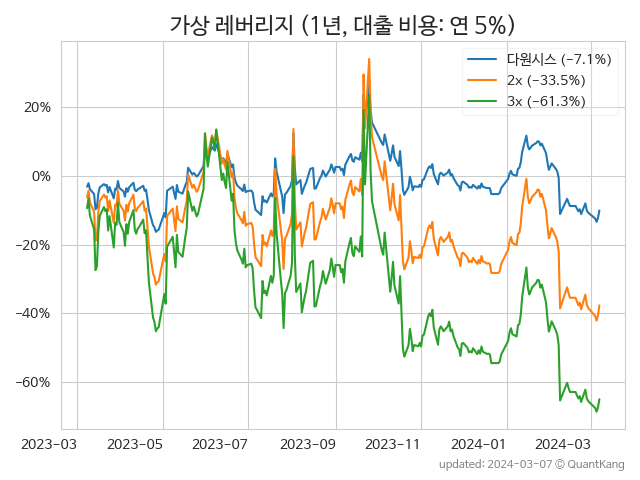 가상 레버리지 (1년, 대출 비용: 연 5%)
다원시스 (−7.1%)
2x (−33.5%)
3x (−61.3%)
20%
0%
−20%
−40%
−60%
2023−03 2023−05 2023−07 2023−09 2023−11 2024−01 2024−03
updated: 2024−03−07 © QuantKang